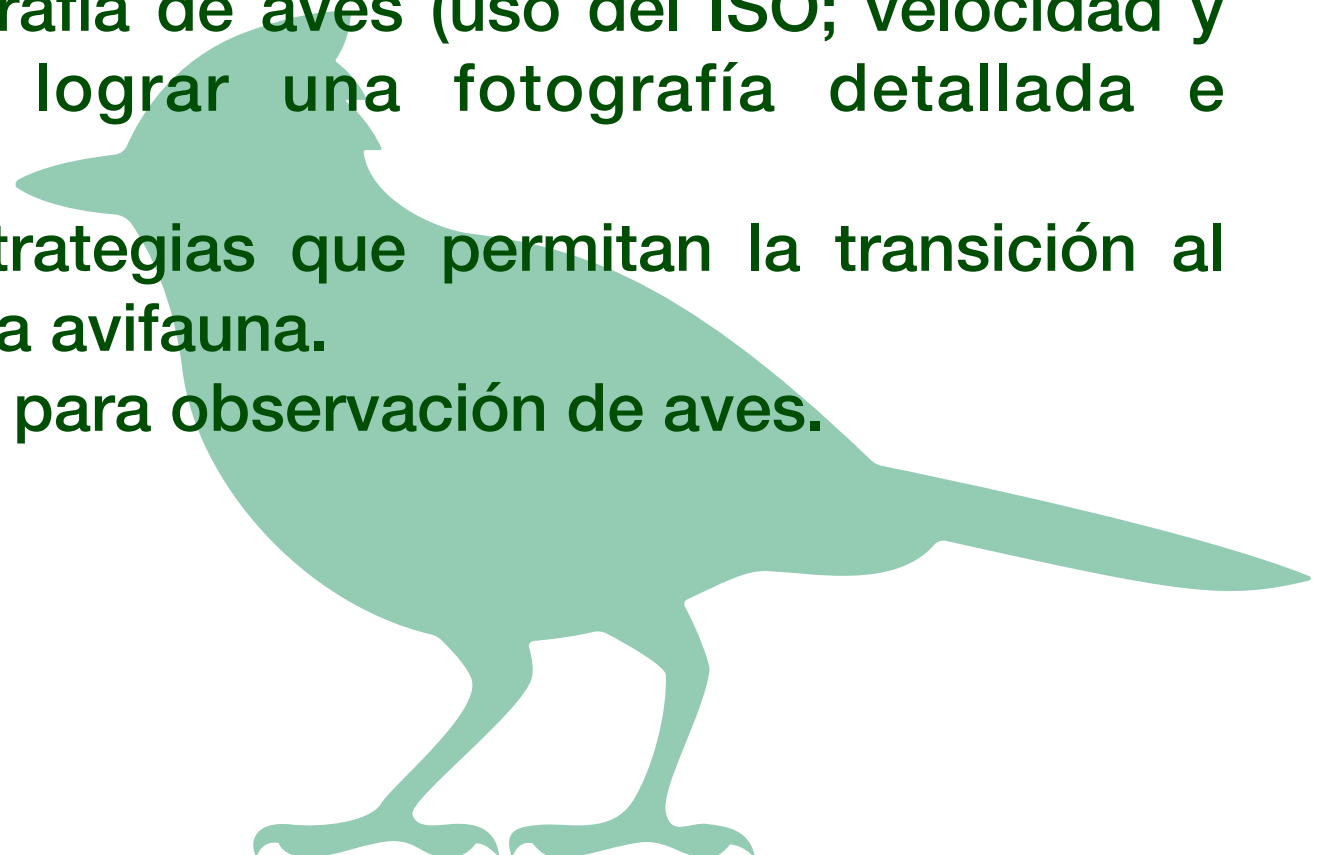 rafía de aves (uso del ISO; velocidad y
lograr una fotografía detallada e
trategias que permitan la transición al
a avifauna.
para observación de aves.